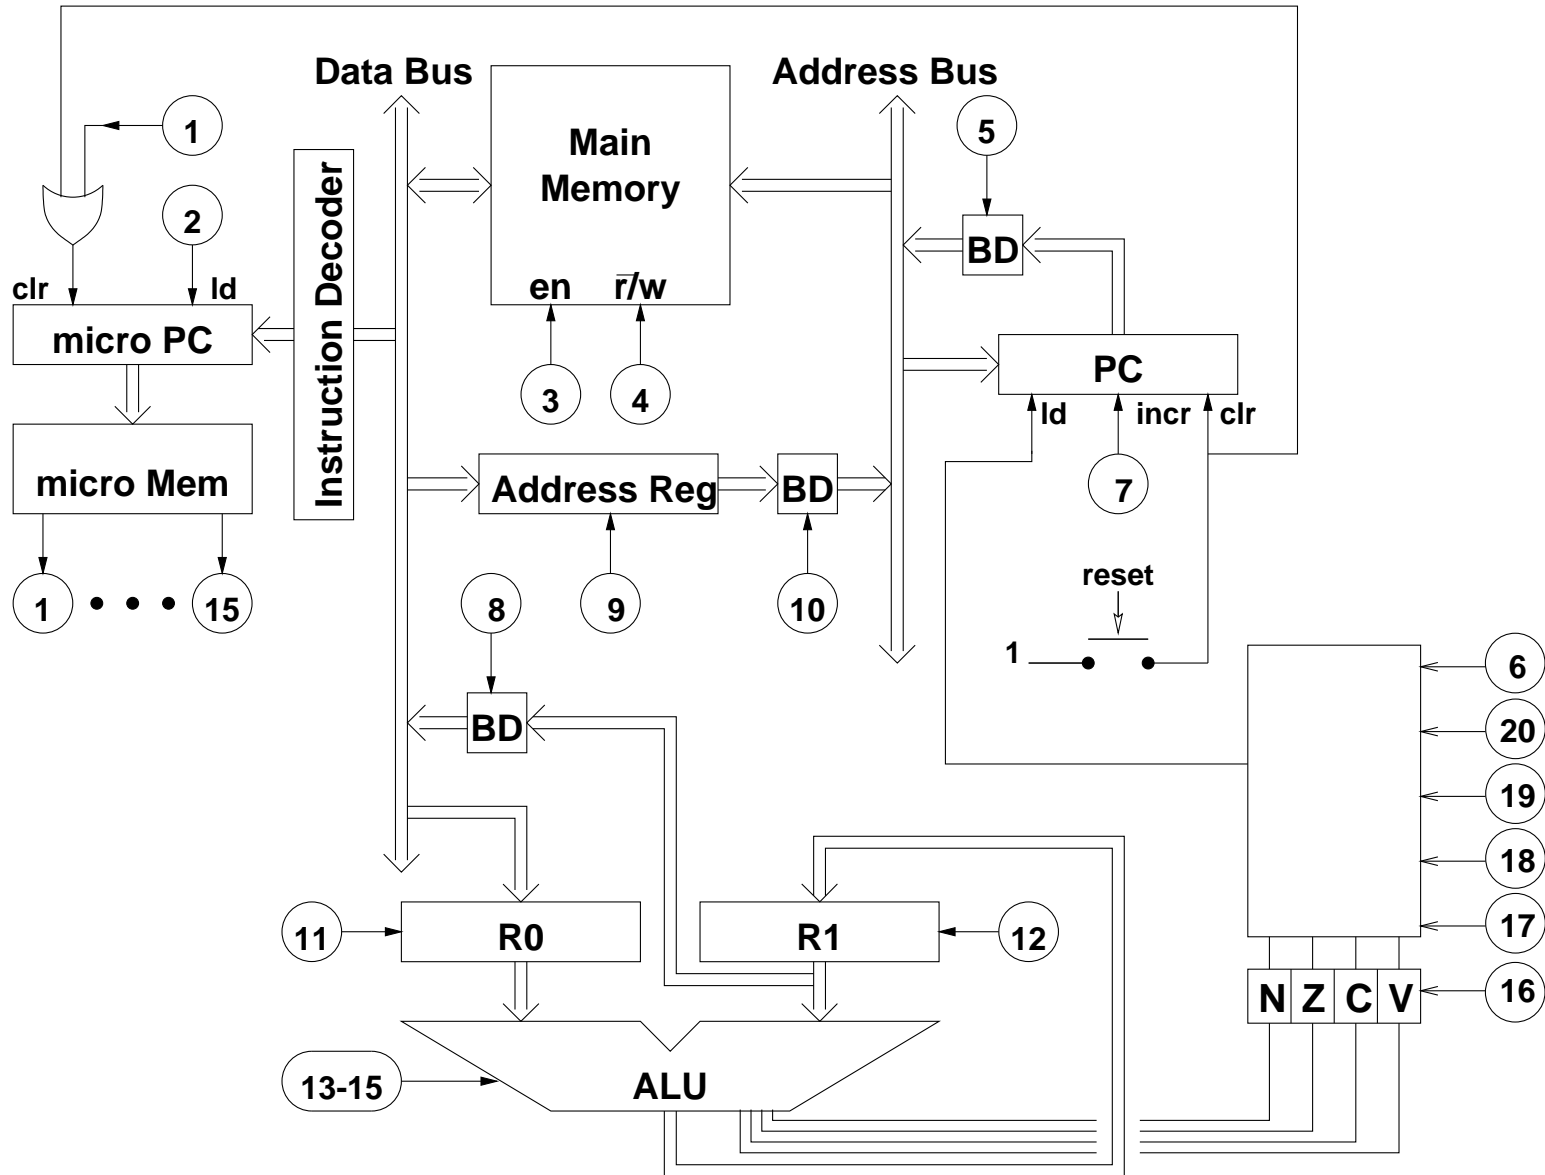 Data Bus
Address Bus
1
Main
Memory
5
2
BD
clr
ld
en
r̅/w
micro PC
Instruction Decoder
PC
3
4
ld
incr
clr
micro Mem
Address Reg
BD
7
1
15
8
9
10
reset
1
6
BD
20
19
18
11
R0
R1
12
17
N Z C V
16
13-15
ALU